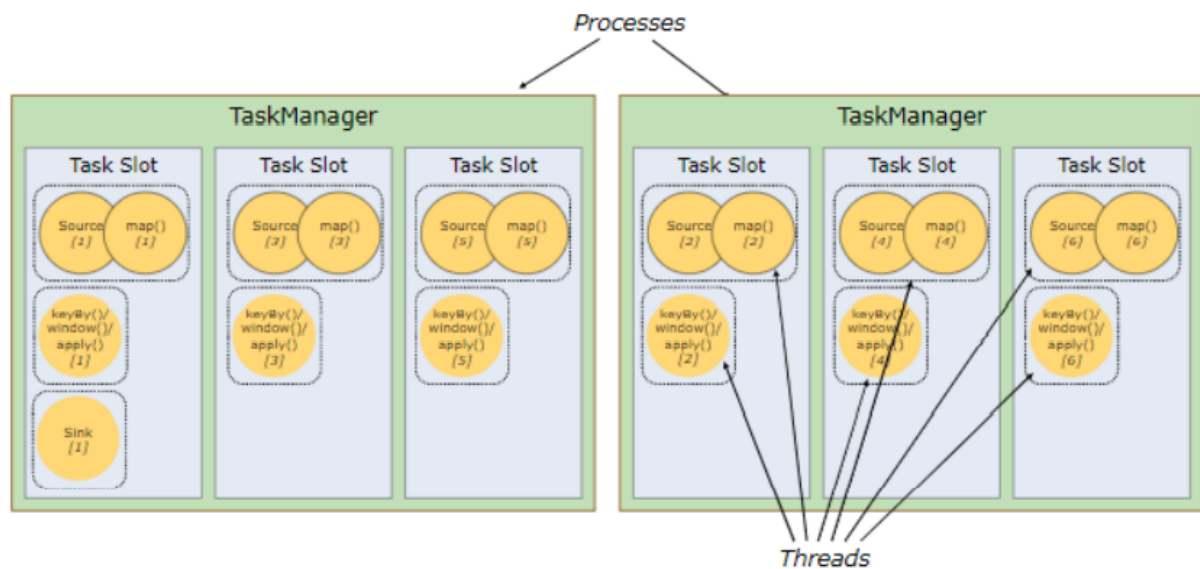 Processes
TaskManager
Task Slot
Source
[1]
map()
[1]
keyBy()/
window()/
apply()
[1]
Sink
[1]
Task Slot
Source
[3]
map()
[3]
keyBy()/
window()/
apply()
[3]
Task Slot
Source
[5]
map()
[5]
keyBy()/
window()/
apply()
[5]
TaskManager
Task Slot
Source
[2]
map()
[2]
keyBy()/
window()/
apply()
[2]
Task Slot
Source
[4]
map()
[4]
keyBy()/
window()/
apply()
[4]
Task Slot
Source
[6]
map()
[6]
keyBy()/
window()/
apply()
[6]
Threads